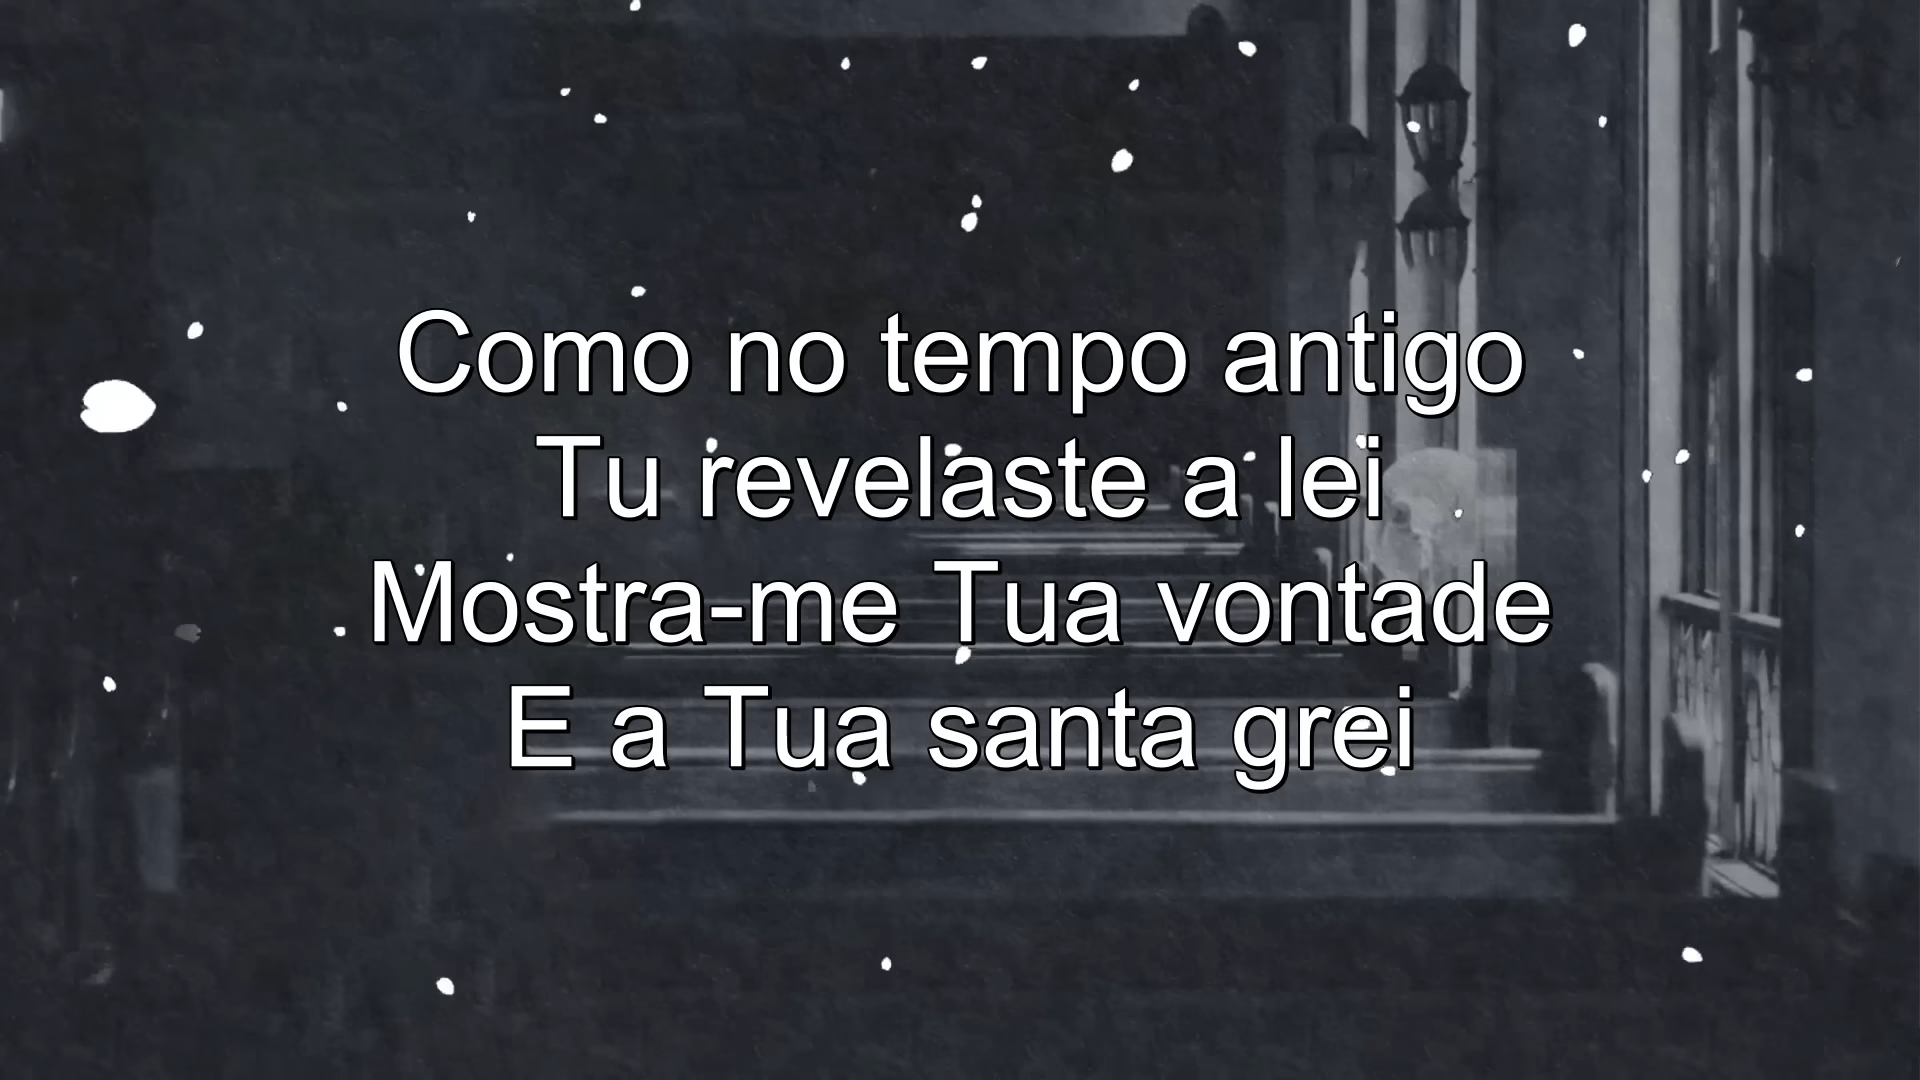 Como no tempo antigo
Tu revelaste a lei
Mostra-me Tua vontade
E a Tua santa grei